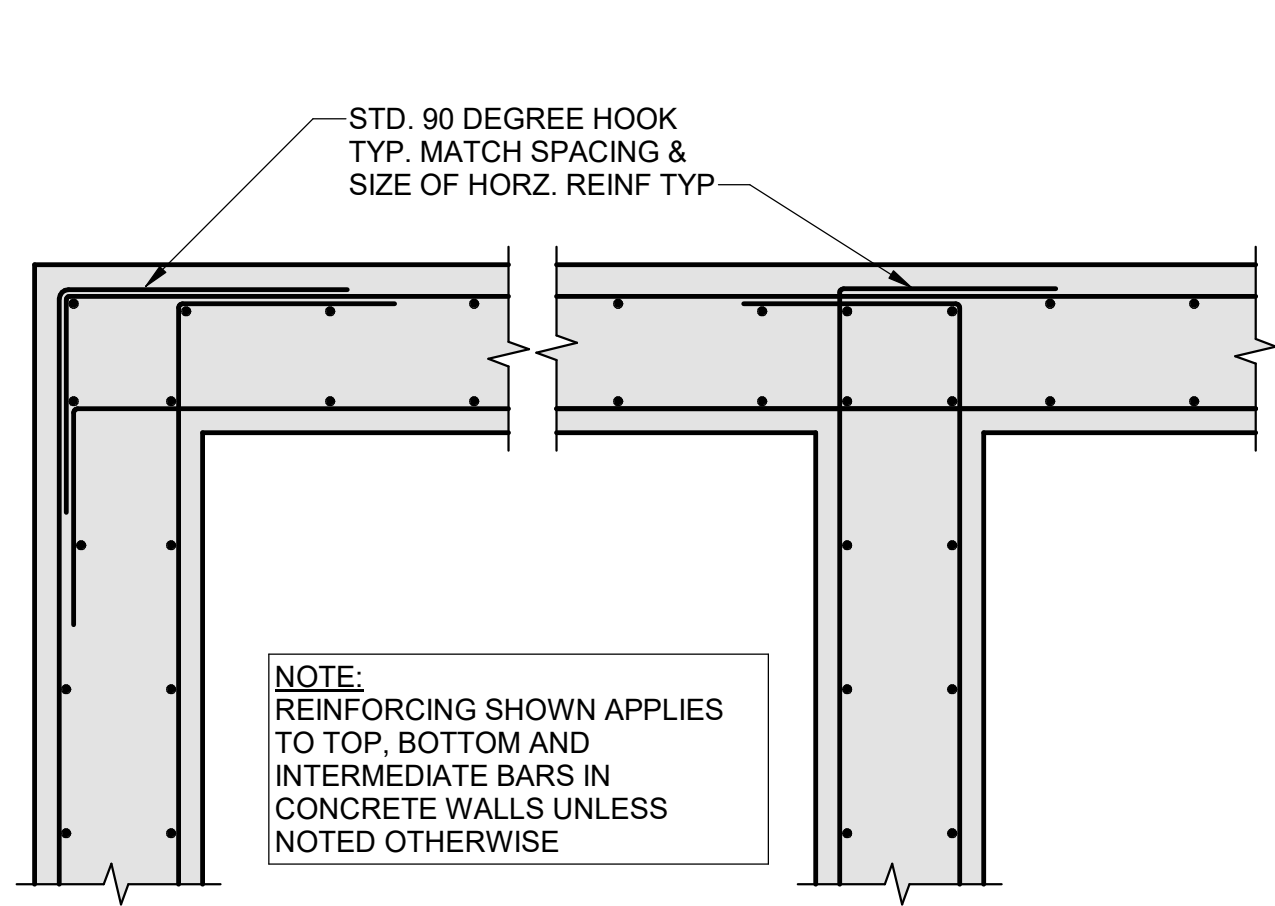 STD. 90 DEGREE HOOK
TYP. MATCH SPACING &
SIZE OF HORZ. REINF TYP
NOTE:
REINFORCING SHOWN APPLIES
TO TOP, BOTTOM AND
INTERMEDIATE BARS IN
CONCRETE WALLS UNLESS
NOTED OTHERWISE